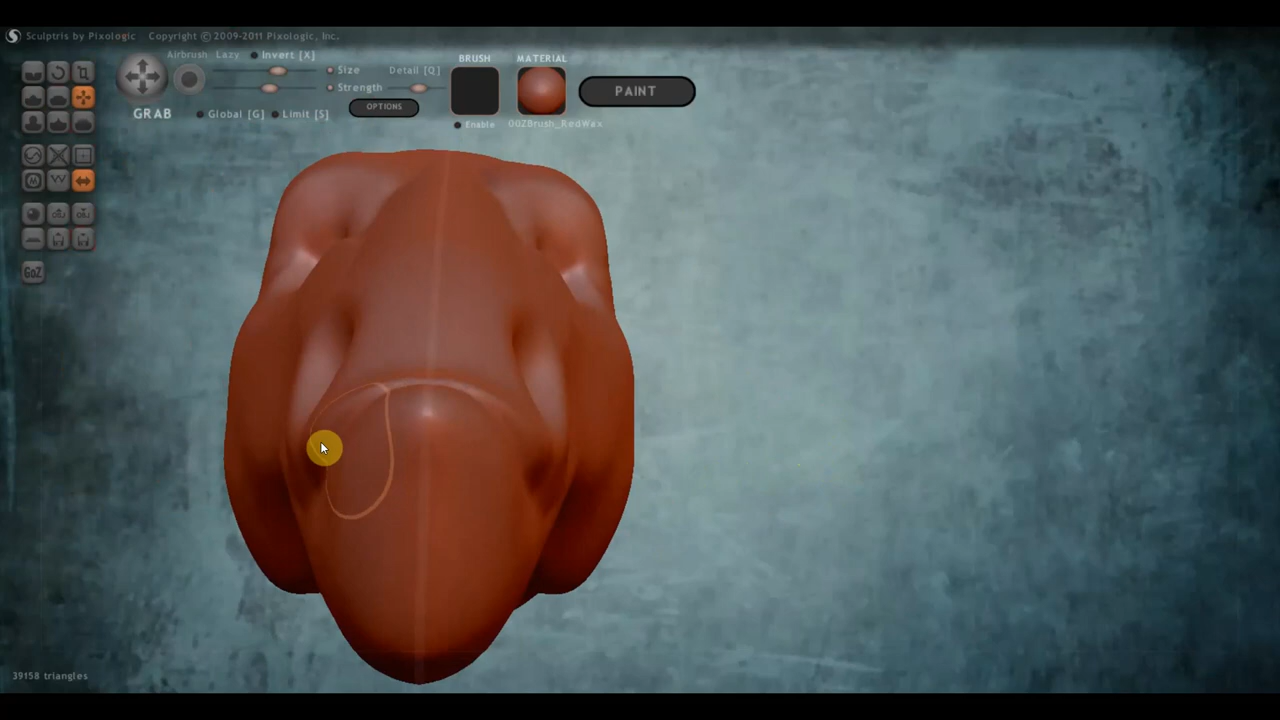 Sculptris by Pixologic Copyright © 2009-2011 Pixologic, Inc.
Airbrush Lazy Invert [X]
Size Detail [Q]
Strength
OPTIONS
GRAB Global [G] Limit [S]
BRUSH
Enable
MATERIAL
00ZBrush_RedWax
PAINT
GoZ
39158 triangles